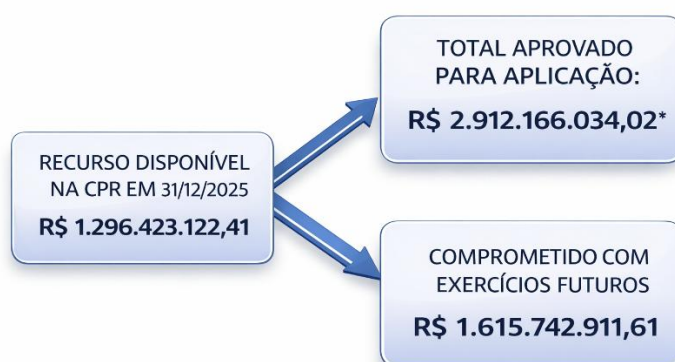 RECURSO DISPONÍVEL
NA CPR EM 31/12/2025
R$ 1.296.423.122,41
TOTAL APROVADO
PARA APLICAÇÃO:
R$ 2.912.166.034,02*
COMPROMETIDO COM
EXERCÍCIOS FUTUROS
R$ 1.615.742.911,61